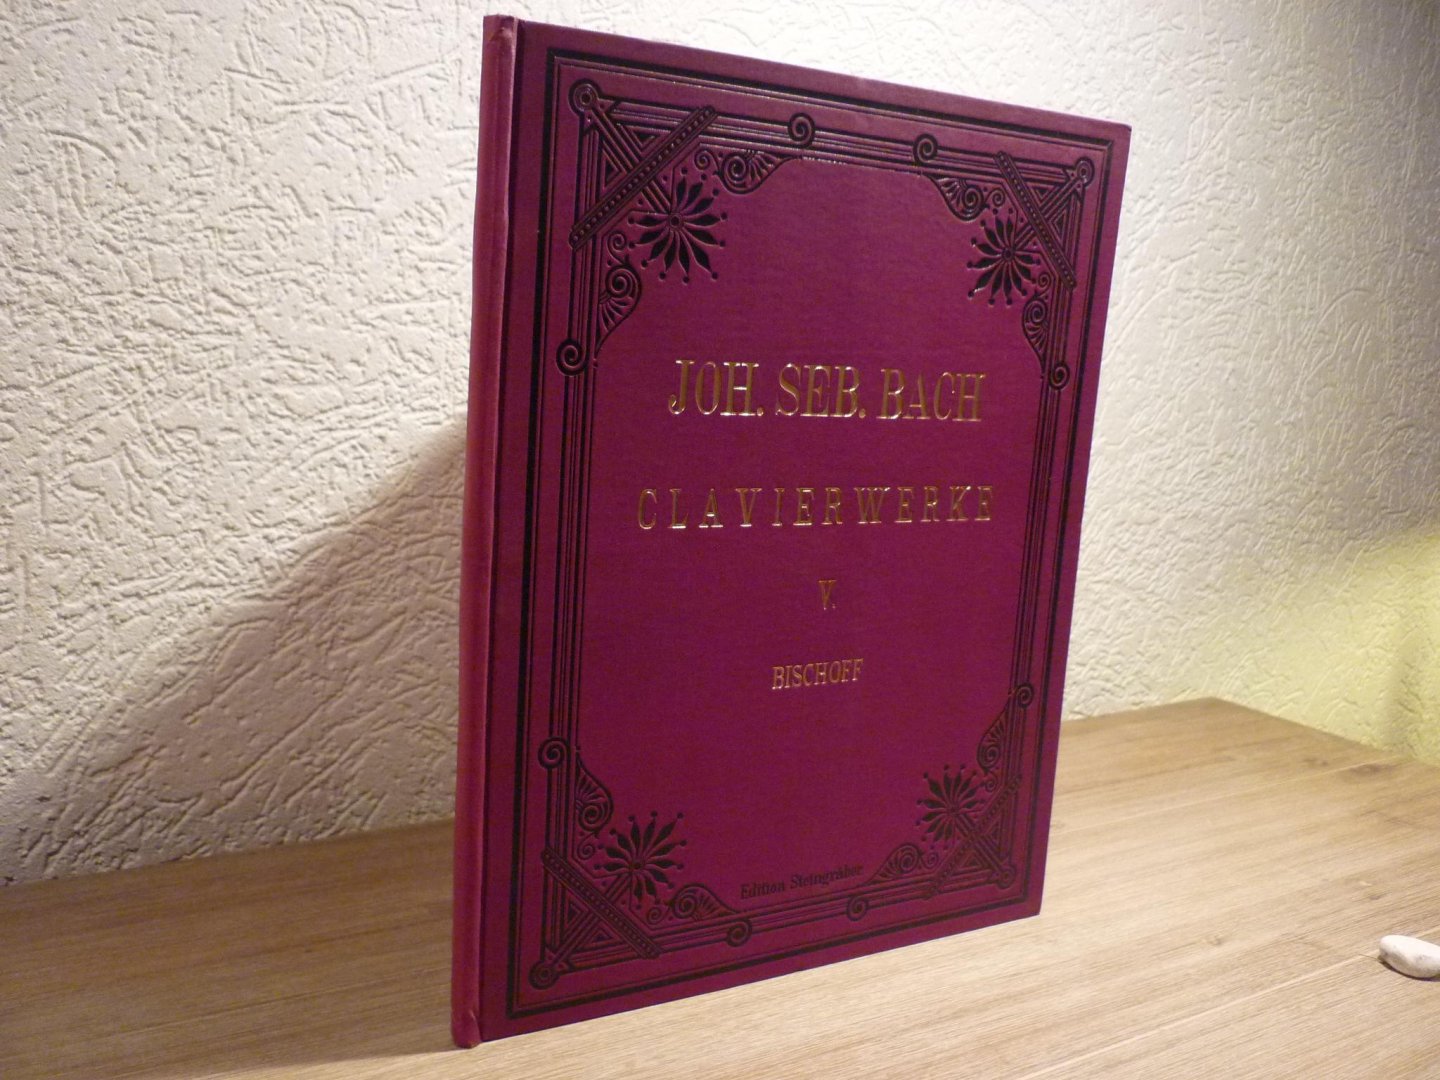 JOH. SEB. BACH
CLAVIERWERKE
V.
BISCHOFF
Edition Steingräber